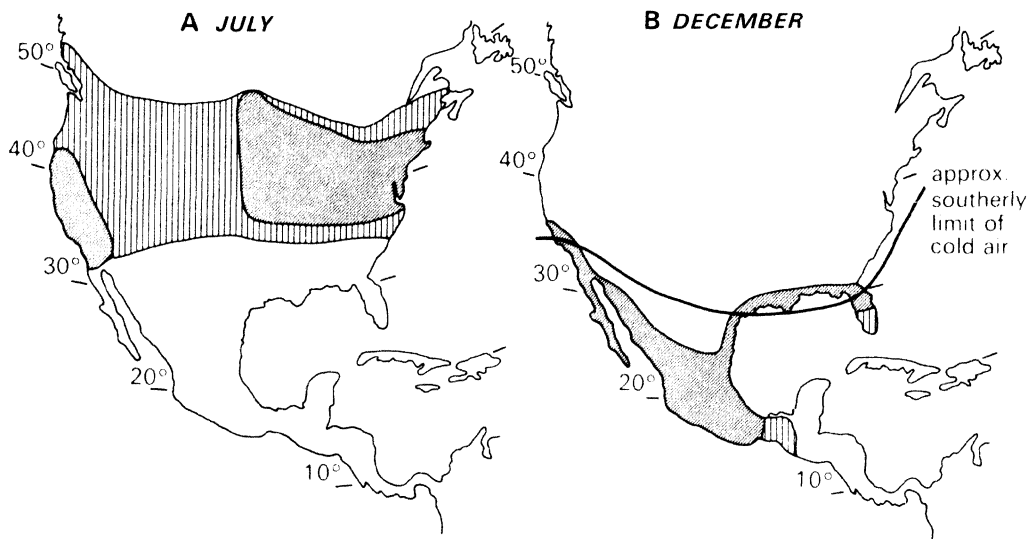 A JULY
50°
40°
30°
20°
10°
B DECEMBER
50°
40°
approx.
southerly
limit of
cold air
30°
20°
10°